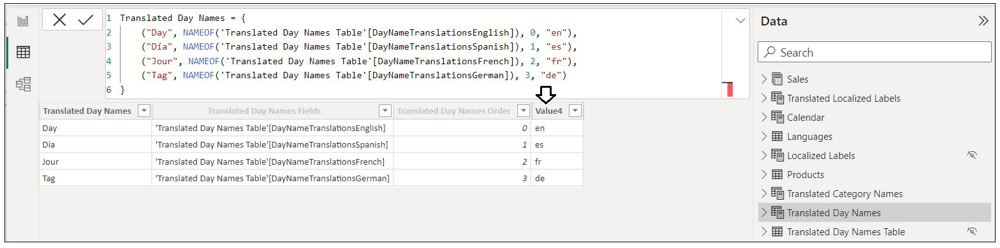 1 Translated Day Names = {
2 ("Day", NAMEOF('Translated Day Names Table'[DayNameTranslationsEnglish]), 0, "en"),
3 ("Día", NAMEOF('Translated Day Names Table'[DayNameTranslationsSpanish]), 1, "es"),
4 ("Jour", NAMEOF('Translated Day Names Table'[DayNameTranslationsFrench]), 2, "fr"),
5 ("Tag", NAMEOF('Translated Day Names Table'[DayNameTranslationsGerman]), 3, "de")
6 }
Translated Day Names Translated Day Names Fields Translated Day Names Order Value4
Day 'Translated Day Names Table'[DayNameTranslationsEnglish] 0 en
Día 'Translated Day Names Table'[DayNameTranslationsSpanish] 1 es
Jour 'Translated Day Names Table'[DayNameTranslationsFrench] 2 fr
Tag 'Translated Day Names Table'[DayNameTranslationsGerman] 3 de
Data
Search
Sales
Translated Localized Labels
Calendar
Languages
Localized Labels
Products
Translated Category Names
Translated Day Names
Translated Day Names Table